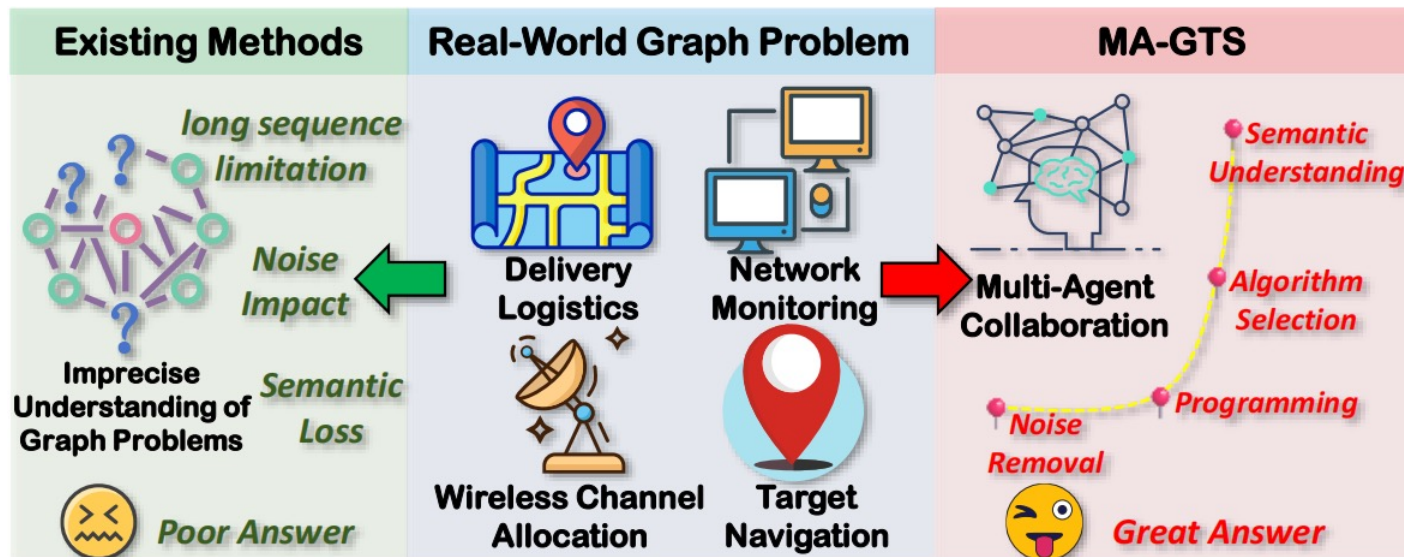 Existing Methods
long sequence
limitation
?
?
?
Noise
Impact
Imprecise
Understanding of
Graph Problems
Semantic
Loss
Poor Answer
Real-World Graph Problem
Delivery
Logistics
Network
Monitoring
Wireless Channel
Allocation
Target
Navigation
MA-GTS
Multi-Agent
Collaboration
Semantic
Understanding
Algorithm
Selection
Programming
Noise
Removal
Great Answer